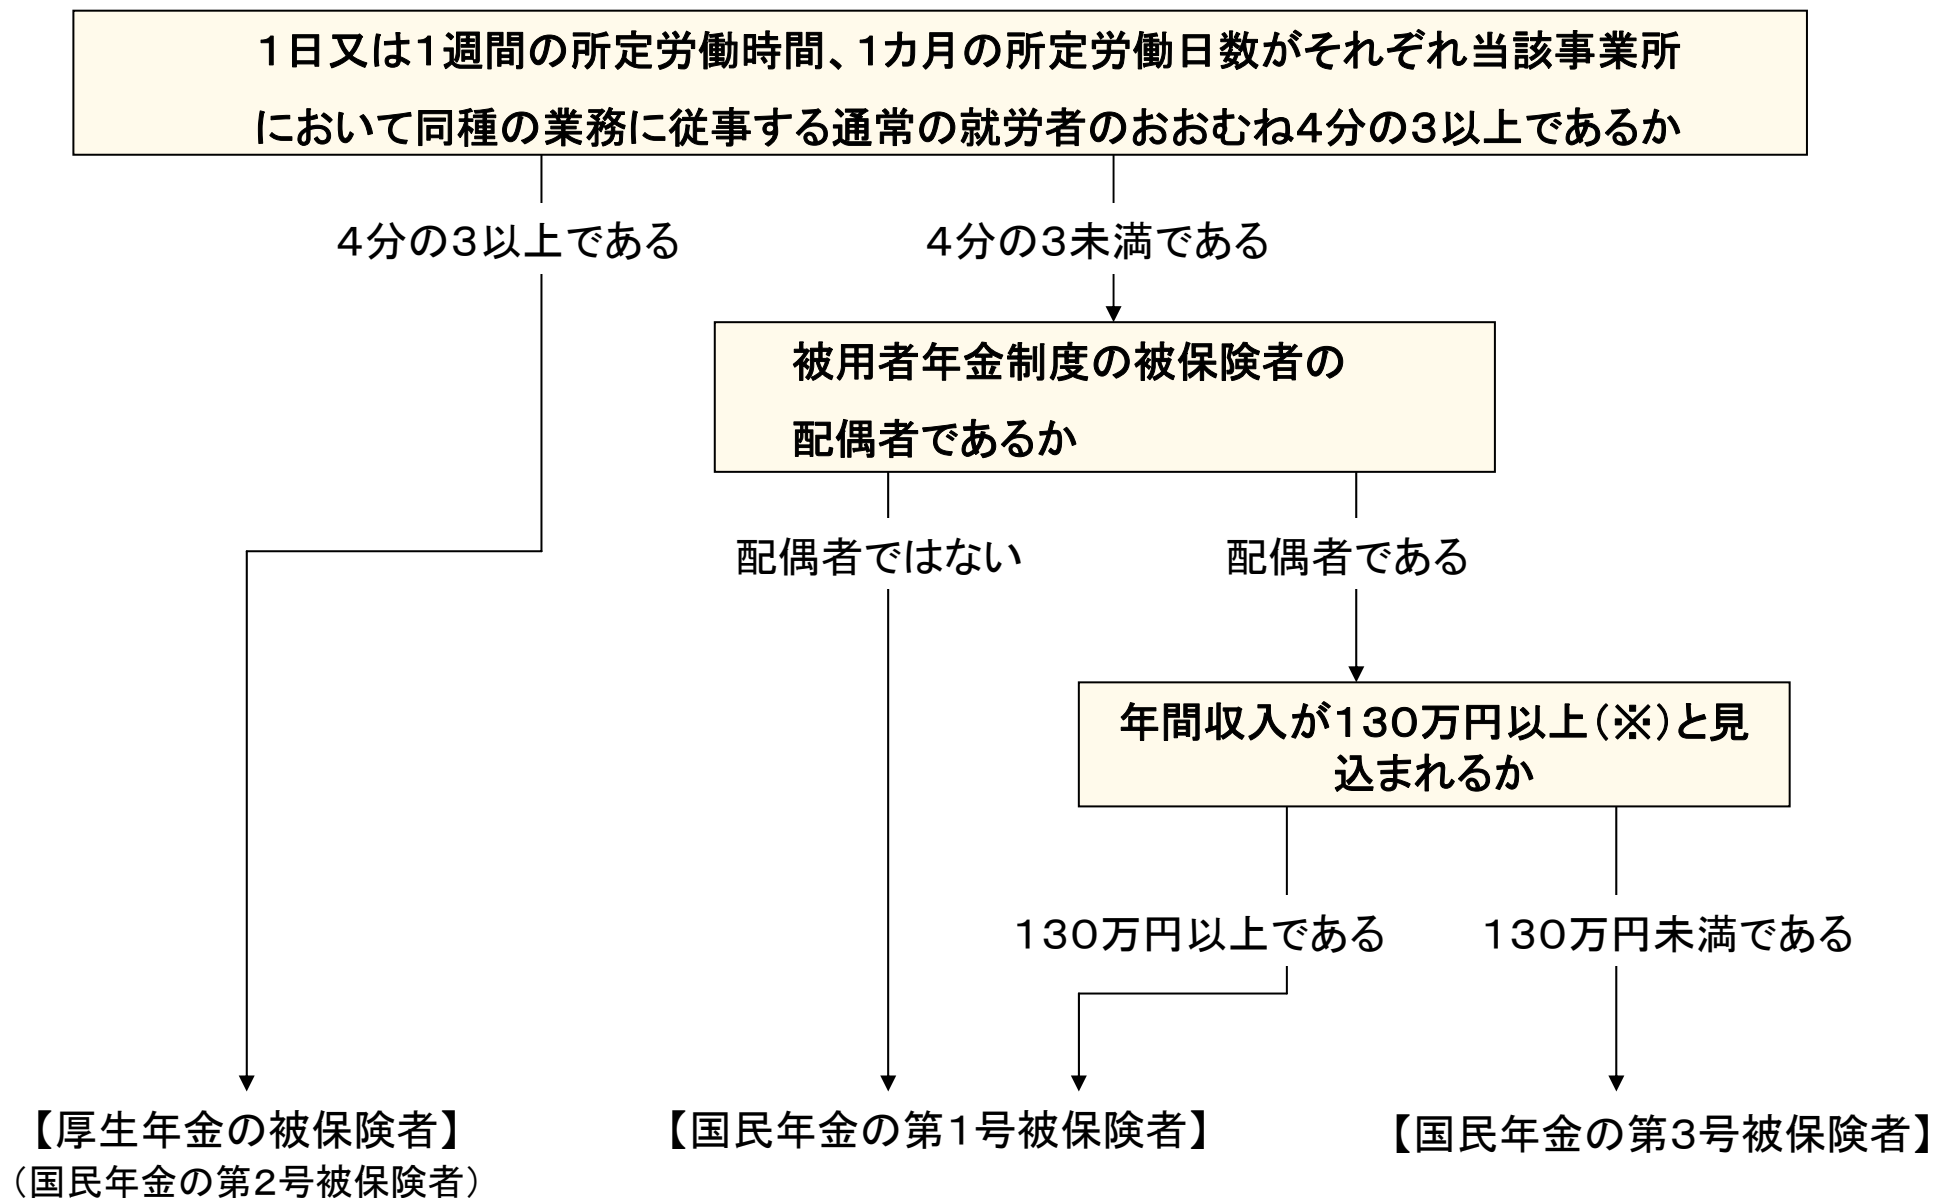 １日又は１週間の所定労働時間、１カ月の所定労働日数がそれぞれ当該事業所
において同種の業務に従事する通常の就労者のおおむね４分の３以上であるか
４分の３以上である
４分の３未満である
被用者年金制度の被保険者の
配偶者であるか
配偶者ではない
配偶者である
年間収入が１３０万円以上（※）と見
込まれるか
１３０万円以上である
１３０万円未満である
【厚生年金の被保険者】
（国民年金の第２号被保険者）
【国民年金の第１号被保険者】
【国民年金の第３号被保険者】